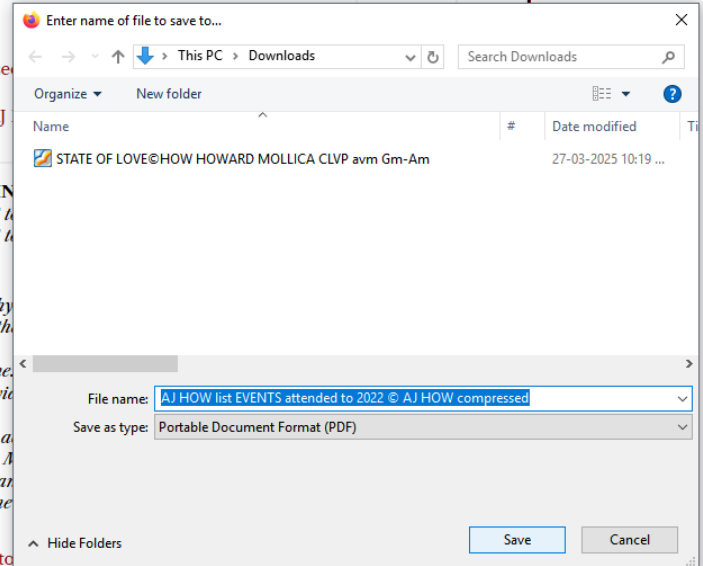 Enter name of file to save to...
This PC > Downloads
Search Downloads
Organize
New folder
Name
#
Date modified
Ti
STATE OF LOVE©HOW HOWARD MOLLICA CLVP avm Gm-Am
27-03-2025 10:19 ...
File name: AJ HOW list EVENTS attended to 2022 © AJ HOW compressed
Save as type: Portable Document Format (PDF)
Hide Folders
Save
Cancel